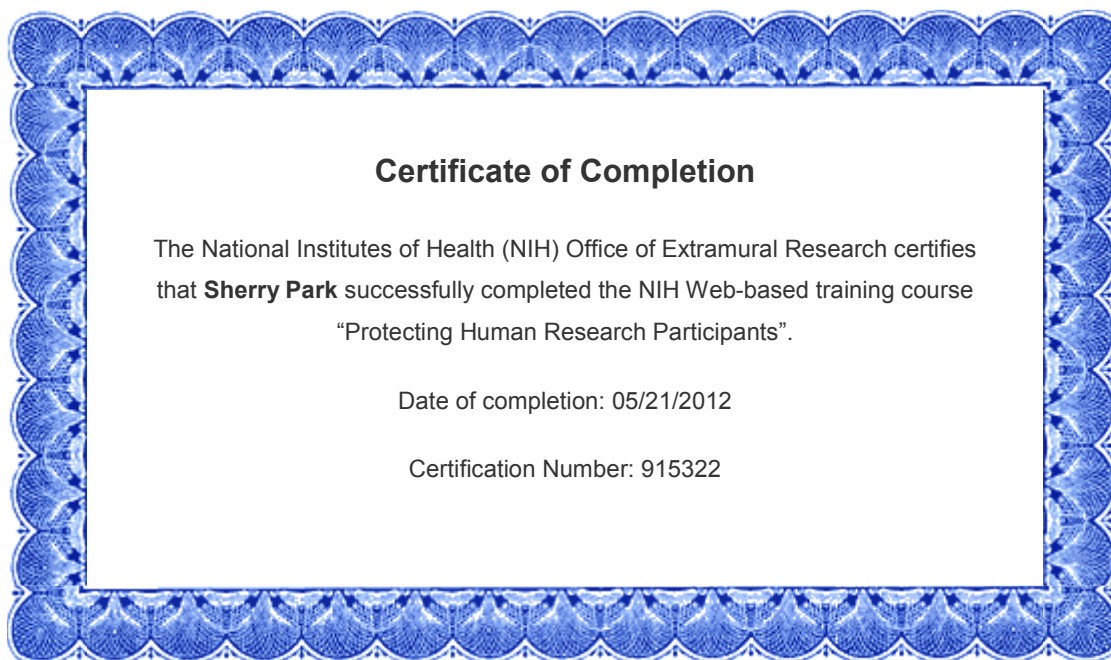 Certificate of Completion
The National Institutes of Health (NIH) Office of Extramural Research certifies
that Sherry Park successfully completed the NIH Web-based training course
“Protecting Human Research Participants”.
Date of completion: 05/21/2012
Certification Number: 915322